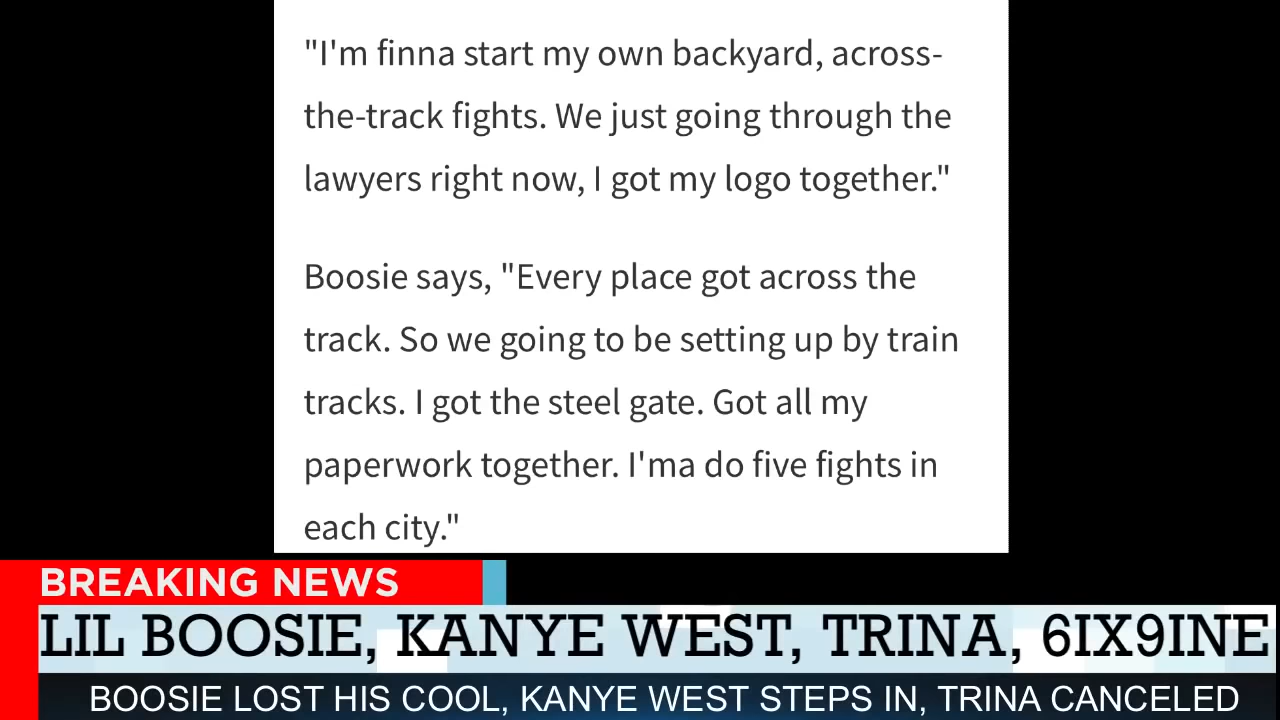 "I'm finna start my own backyard, across-
the-track fights. We just going through the
lawyers right now, I got my logo together."
Boosie says, "Every place got across the
track. So we going to be setting up by train
tracks. I got the steel gate. Got all my
paperwork together. I'ma do five fights in
each city."
BREAKING NEWS
LIL BOOSIE, KANYE WEST, TRINA, 6IX9INE
BOOSIE LOST HIS COOL, KANYE WEST STEPS IN, TRINA CANCELED